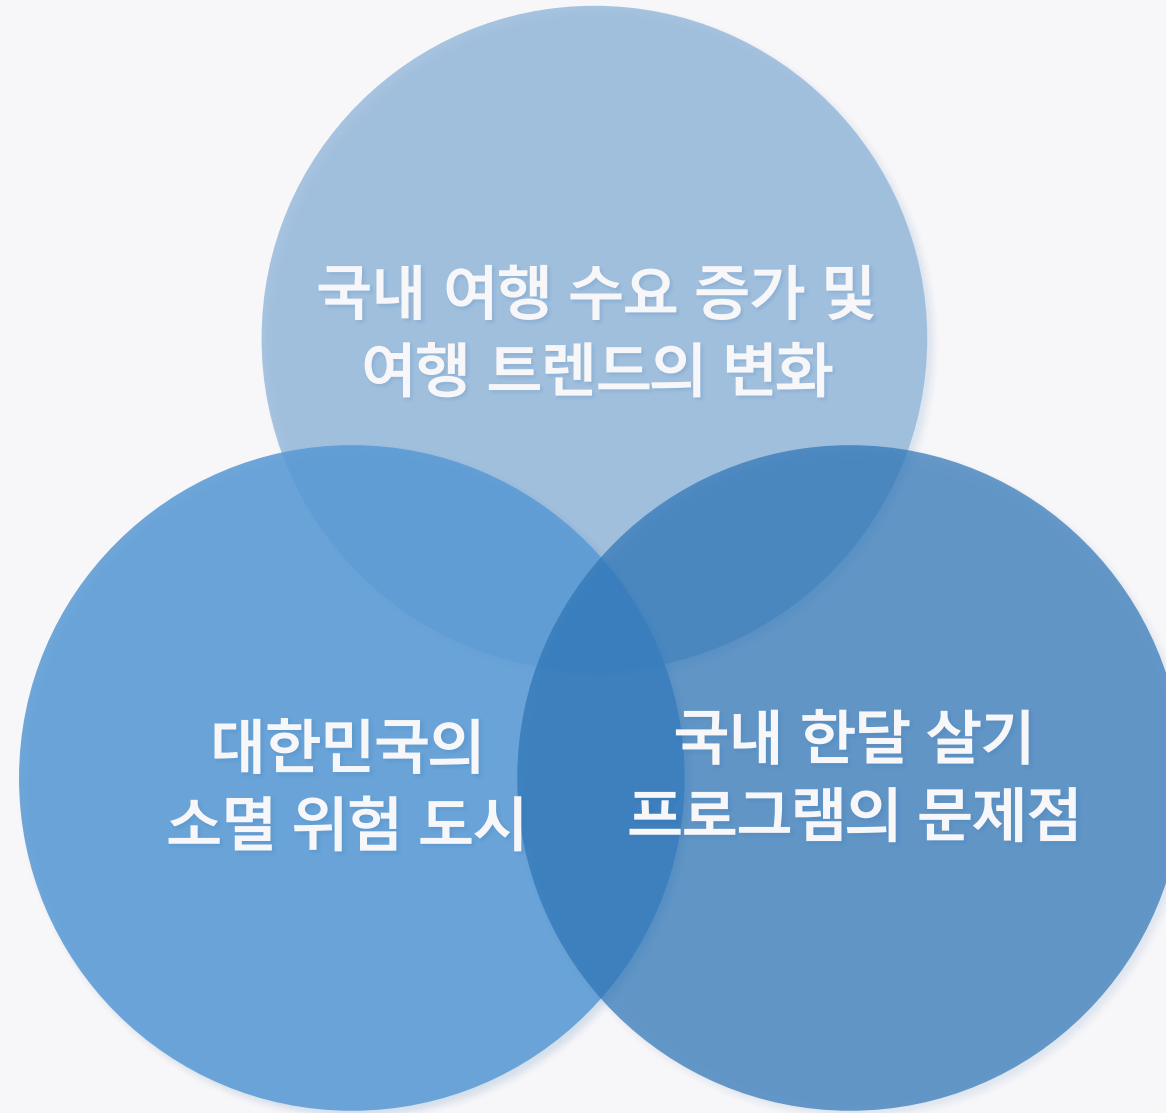 국내 여행 수요 증가 및
여행 트렌드의 변화
대한민국의
소멸 위험 도시
국내 한달 살기
프로그램의 문제점